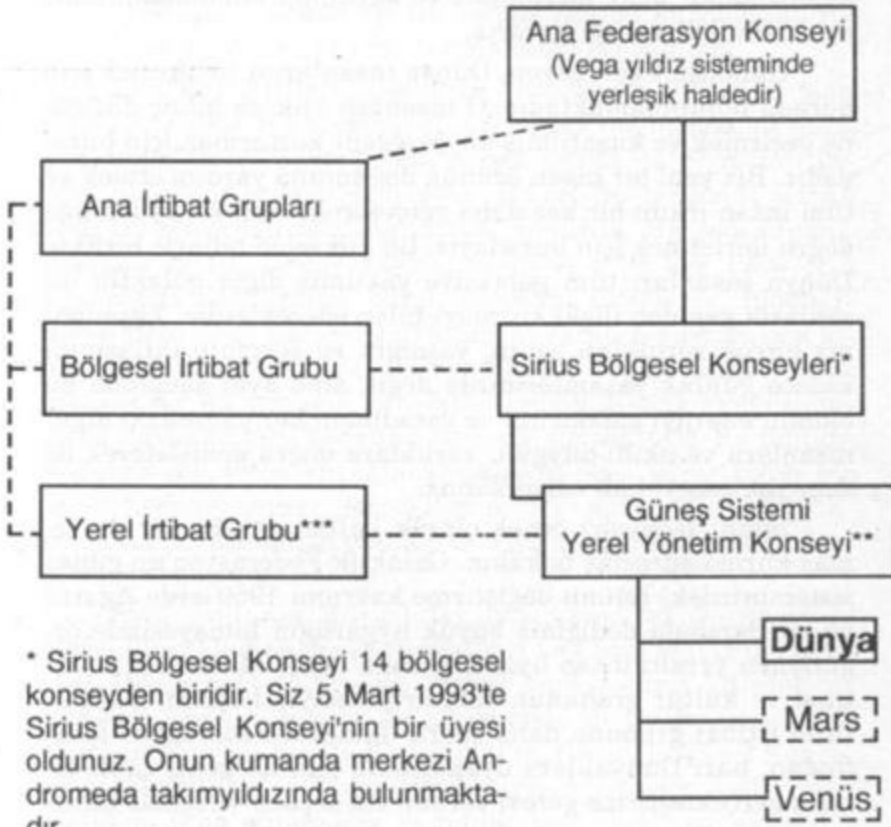 Ana Federasyon Konseyi
(Vega yıldız sisteminde
yerleşik haldedir)
Ana İrtibat Grupları
Bölgesel İrtibat Grubu
Sirius Bölgesel Konseyleri*
Yerel İrtibat Grubu***
Güneş Sistemi
Yerel Yönetim Konseyi**
Dünya
Mars
Venüs
* Sirius Bölgesel Konseyi 14 bölgesel
konseyden biridir. Siz 5 Mart 1993'te
Sirius Bölgesel Konseyi'nin bir üyesi
oldunuz. Onun kumanda merkezi An-
dromeda takımyıldızında bulunmakta-